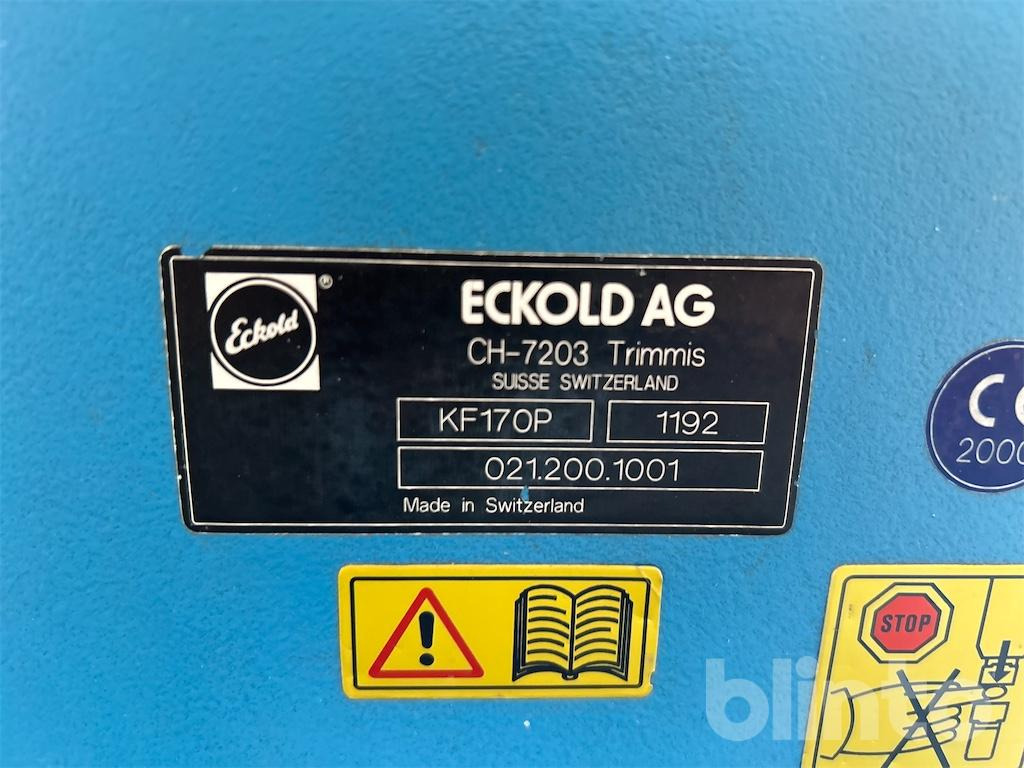 Eckold
ECKOLD AG
CH-7203 Trimmis
SUISSE SWITZERLAND
KF170P 1192
021.200.1001
Made in Switzerland
CE
2000
STOP